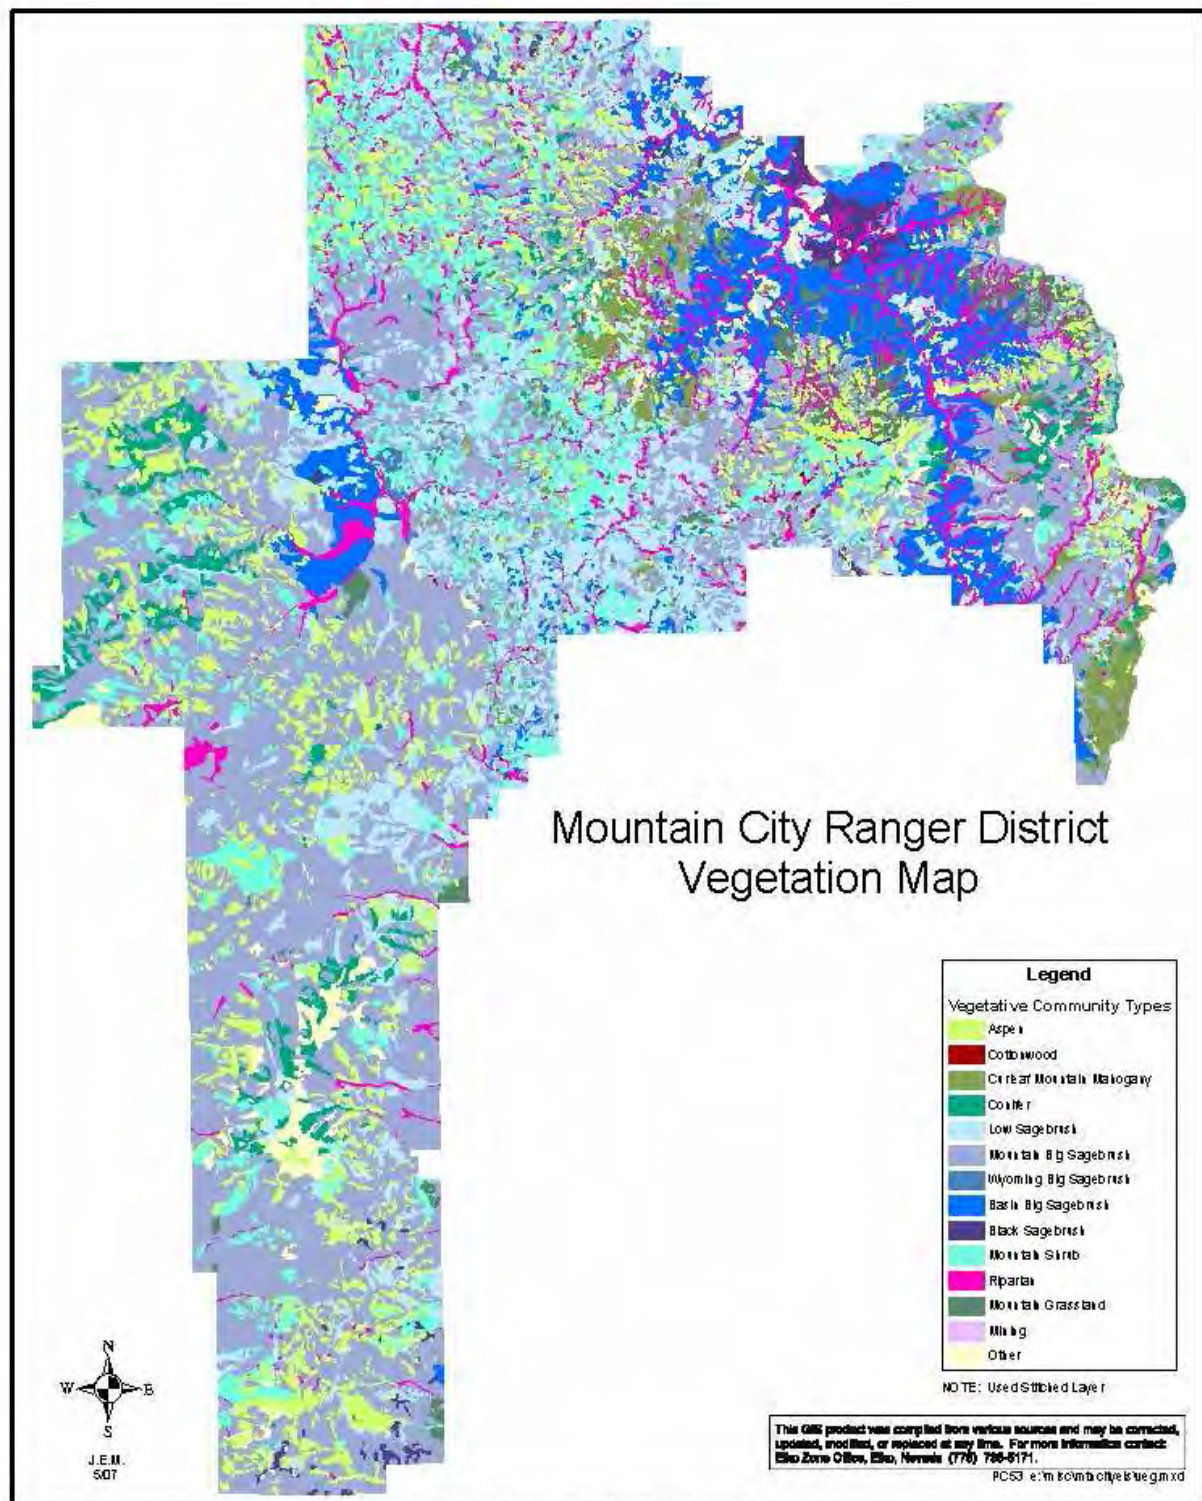 Mountain City Ranger District
Vegetation Map
Legend
Vegetative Community Types
Aspen
Cottonwood
Curleaf Mountain Mahogany
Conifer
Low Sagebrush
Mountain Big Sagebrush
Wyoming Big Sagebrush
Basin Big Sagebrush
Black Sagebrush
Mountain Shrub
Riparian
Mountain Grassland
Mining
Other
NOTE: Used Stitched Layer
N
W E
S
J.E.M.
5/07
This GIS product was compiled from various sources and may be corrected,
updated, modified, or replaced at any time. For more information contact:
Elko Zone Office, Elko, Nevada (775)
PC53